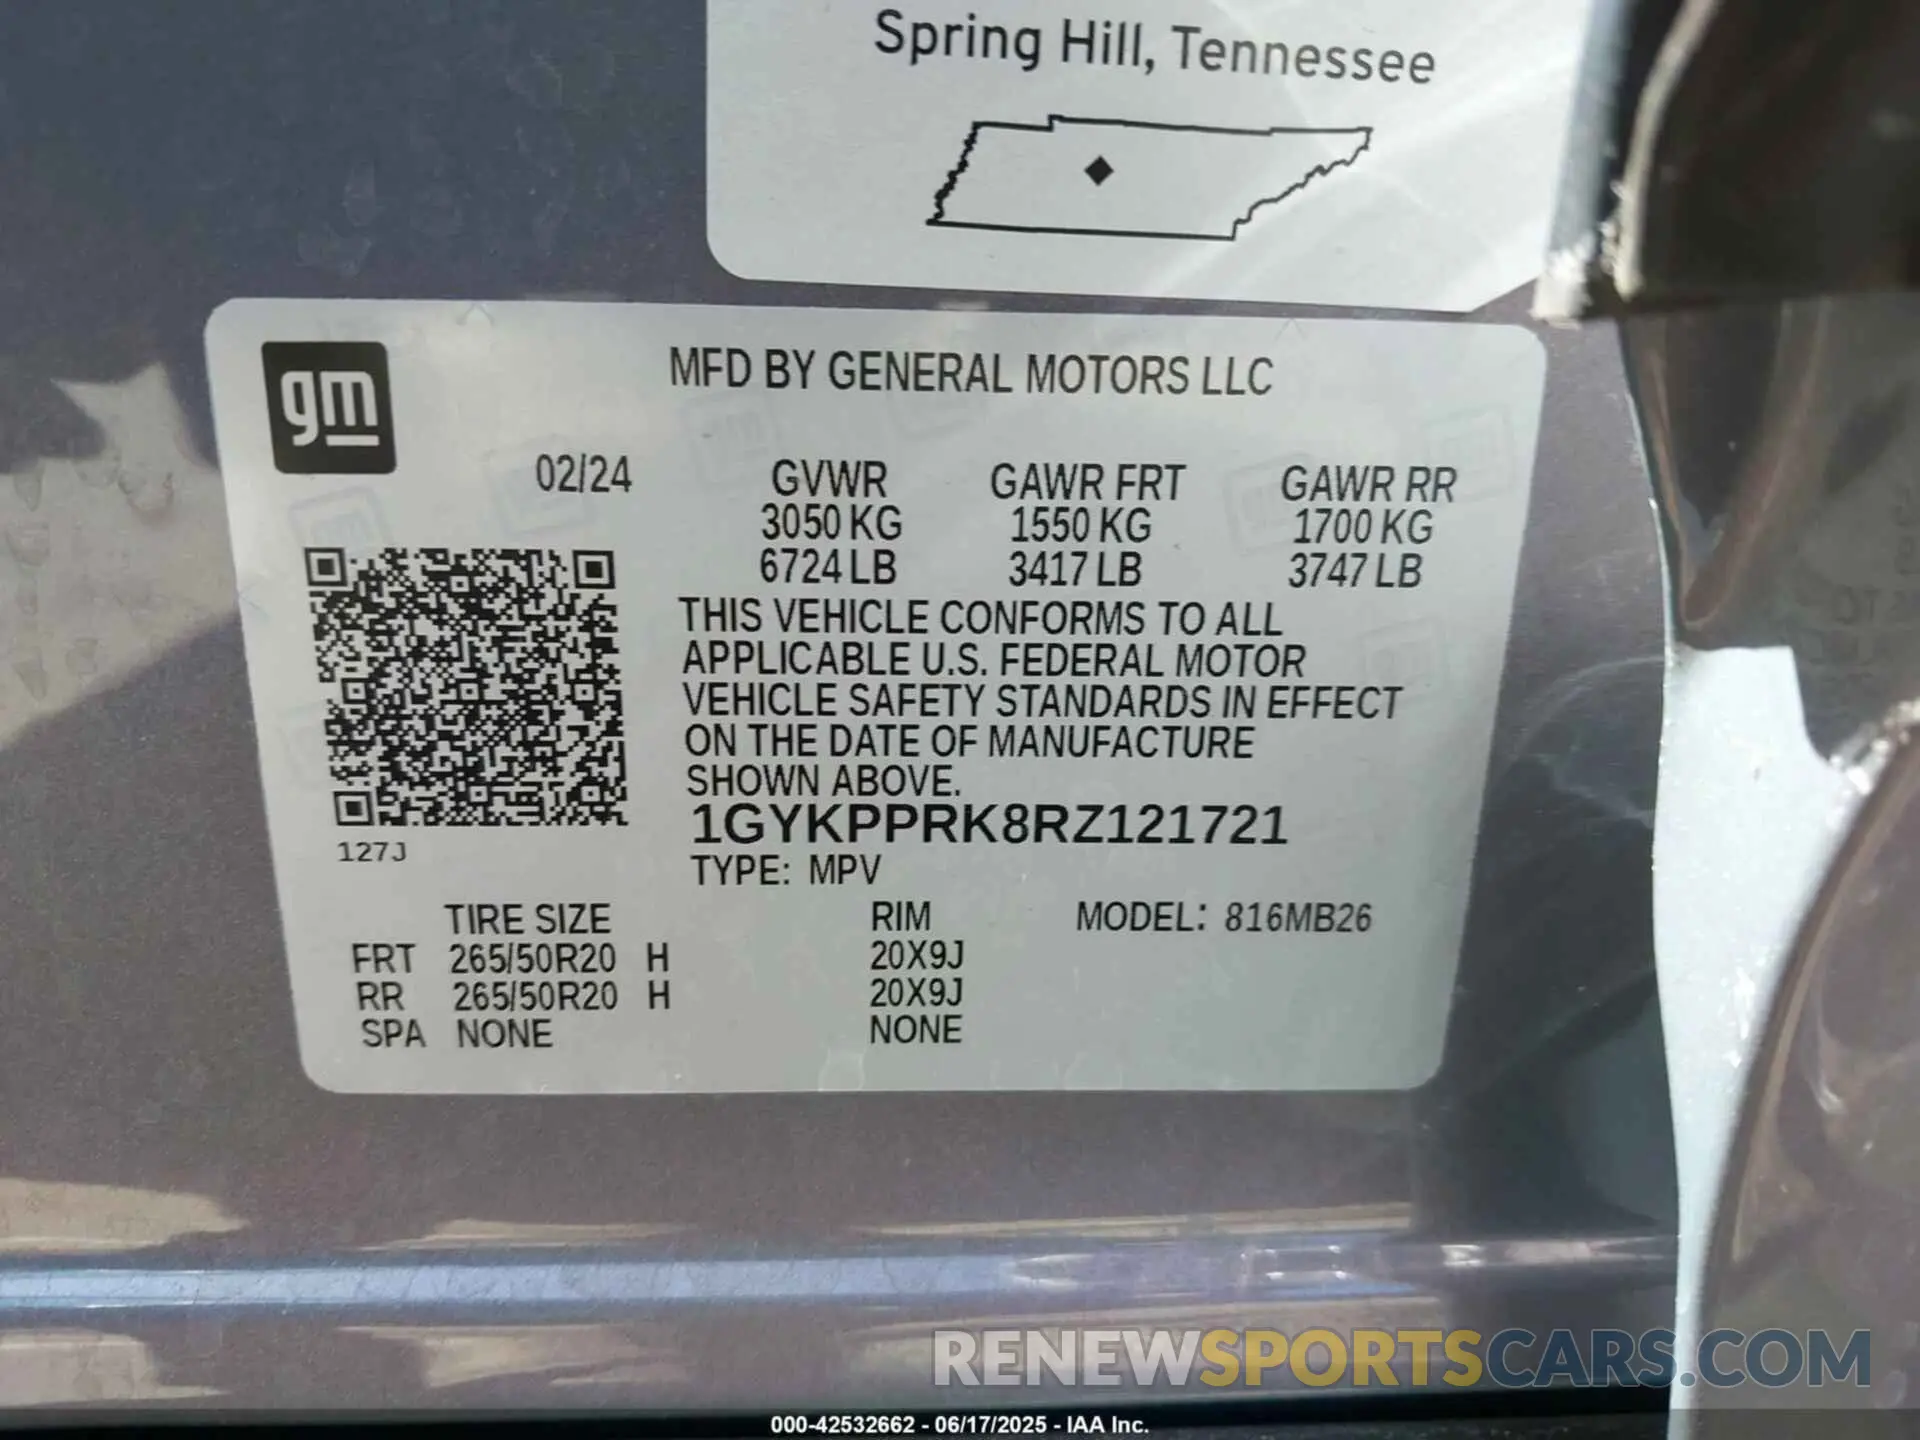 Spring Hill, Tennessee
gm
MFD BY GENERAL MOTORS LLC
02/24 GVWR GAWR FRT GAWR RR
3050 KG 1550 KG 1700 KG
6724 LB 3417 LB 3747 LB
THIS VEHICLE CONFORMS TO ALL
APPLICABLE U.S. FEDERAL MOTOR
VEHICLE SAFETY STANDARDS IN EFFECT
ON THE DATE OF MANUFACTURE
SHOWN ABOVE.
1GYKPPRK8RZ121721
127J
TYPE: MPV
TIRE SIZE RIM MODEL: 816MB26
FRT 265/50R20 H 20X9J
RR 265/50R20 H 20X9J
SPA NONE NONE
RENEWSPORTSCARS.COM
000-42532662 - 06/17/2025 - IAA Inc.